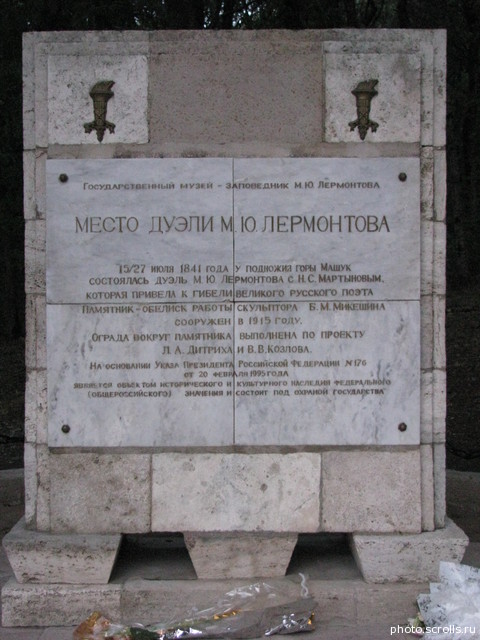 Государственный музей - заповедник М.Ю. Лермонтова
Место дуэли М.Ю. Лермонтова
15/27 июля 1841 года у подножия горы Машук
состоялась дуэль М. Ю. Лермонтова с Н.С. Мартыновым,
которая привела к гибели великого русского поэта
Памятник-обелиск работы скульптора Б. М. Микешина
сооружен в 1915 году.
Ограда вокруг памятника выполнена по проекту
Л. А. Дитриха и В. В. Козлова.
На основании Указа Президента Российской Федерации № 176
от 20 февраля 1995 года
является объектом исторического и культурного наследия федерального
(общероссийского) значения и состоит под охраной государства
photo.scrolls.ru